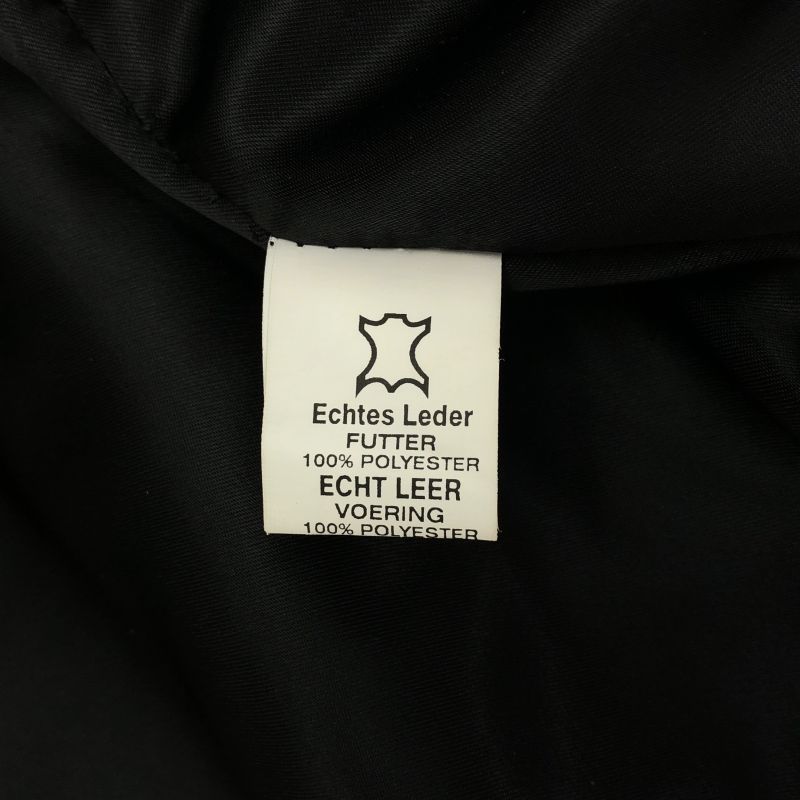 Echtes Leder
FUTTER
100% POLYESTER
ECHT LEER
VOERING
100% POLYESTER